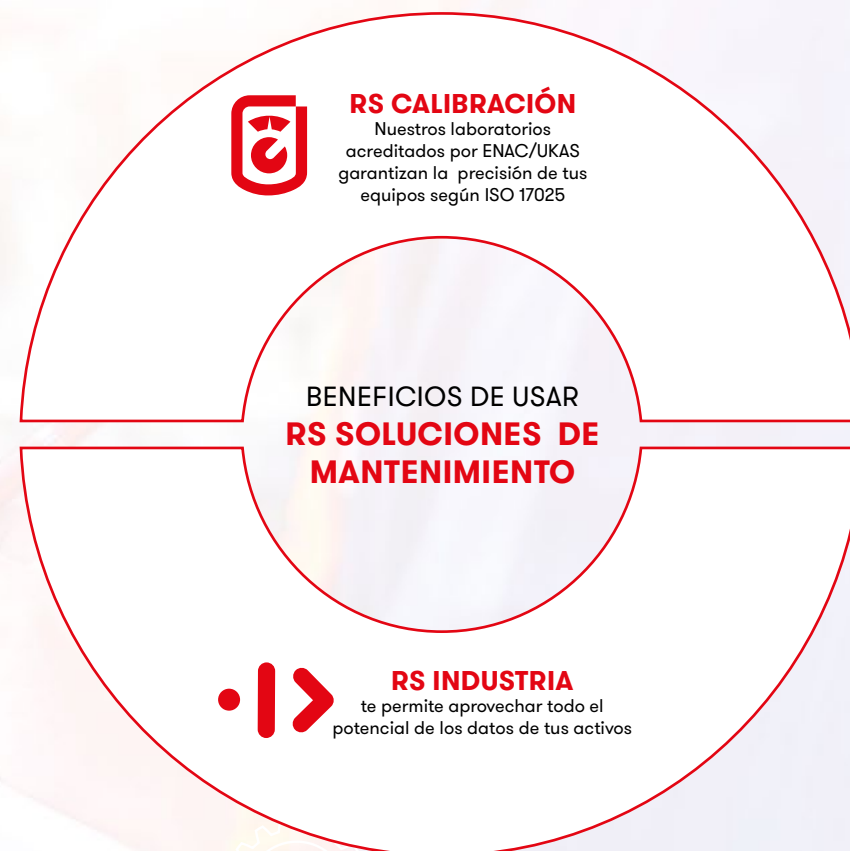 RS CALIBRACIÓN
Nuestros laboratorios
acreditados por ENAC/UKAS
garantizan la precisión de tus
equipos según ISO 17025
BENEFICIOS DE USAR
RS SOLUCIONES DE
MANTENIMIENTO
RS INDUSTRIA
te permite aprovechar todo el
potencial de los datos de tus activos